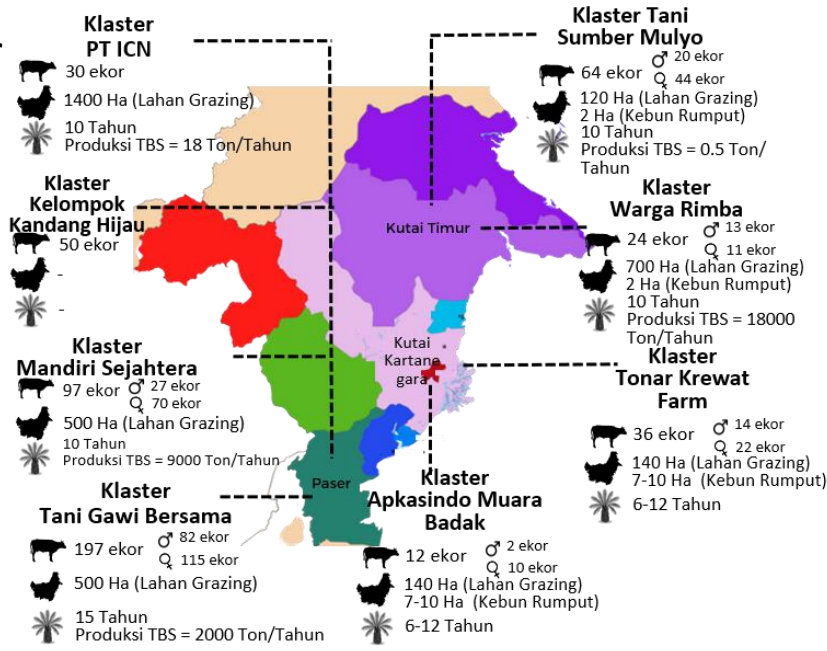 Klaster
PT ICN
30 ekor
1400 Ha (Lahan Grazing)
10 Tahun
Produksi TBS = 18 Ton/Tahun
Klaster
Kelompok
Kandang Hijau
50 ekor
-
-
Klaster
Mandiri Sejahtera
97 ekor
♂ 27 ekor
♀ 70 ekor
500 Ha (Lahan Grazing)
10 Tahun
Produksi TBS = 9000 Ton/Tahun
Klaster
Tani Gawi Bersama
197 ekor
♂ 82 ekor
♀ 115 ekor
500 Ha (Lahan Grazing)
15 Tahun
Produksi TBS = 2000 Ton/Tahun
Kutai Timur
Kutai
Kartane
gara
Paser
Klaster Tani
Sumber Mulyo
64 ekor
♂ 20 ekor
♀ 44 ekor
120 Ha (Lahan Grazing)
2 Ha (Kebun Rumput)
10 Tahun
Produksi TBS = 0.5 Ton/
Tahun
Klaster
Warga Rimba
24 ekor
♂ 13 ekor
♀ 11 ekor
700 Ha (Lahan Grazing)
2 Ha (Kebun Rumput)
10 Tahun
Produksi TBS = 18000
Ton/Tahun
Klaster
Tonar Krewat
Farm
36 ekor
♂ 14 ekor
♀ 22 ekor
140 Ha (Lahan Grazing)
7-10 Ha (Kebun Rumput)
6-12 Tahun
Klaster
Apkasindo Muara
Badak
12 ekor
♂ 2 ekor
♀ 10 ekor
140 Ha (Lahan Grazing)
7-10 Ha (Kebun Rumput)
6-12 Tahun